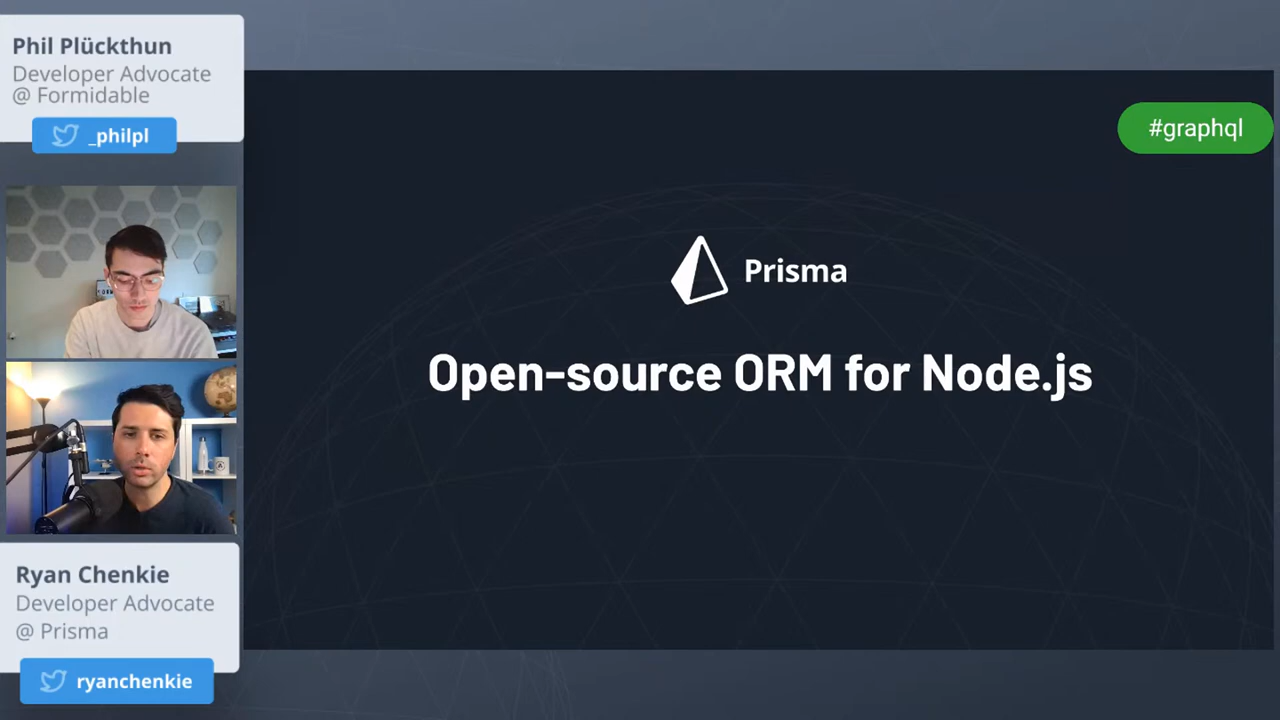 Phil Plückthun
Developer Advocate
@ Formidable
_philpl
#graphql
Prisma
Open-source ORM for Node.js
Ryan Chenkie
Developer Advocate
@ Prisma
ryanchenkie